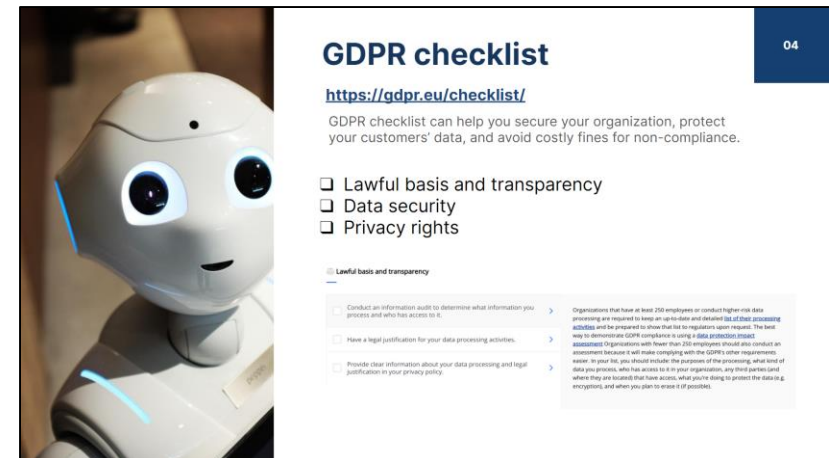 GDPR checklist
04
https://gdpr.eu/checklist/
GDPR checklist can help you secure your organization, protect
your customers' data, and avoid costly fines for non-compliance.
❑ Lawful basis and transparency
❑ Data security
❑ Privacy rights
Lawful basis and transparency
Conduct an information audit to determine what information you
process and who has access to it.
Have a legal justification for your data processing activities.
Provide clear information about your data processing and legal
justification in your privacy policy.
Organizations that have at least 250 employees or conduct higher-risk data
processing are required to keep an up-to-date and detailed list of their processing
activities and be prepared to show that list to regulators upon request. The best
way to demonstrate GDPR compliance is using a data protection impact
assessment Organizations with fewer than 250 employees should also conduct an
assessment because it will make complying with the GDPR's other requirements
easier. In your list, you should include: the purposes of the processing, what kind of
data you process, who has access to it in your organization, any third parties (and
where they are located) that have access, what you're doing to protect the data (e.g.
encryption), and when you plan to erase it (if possible).